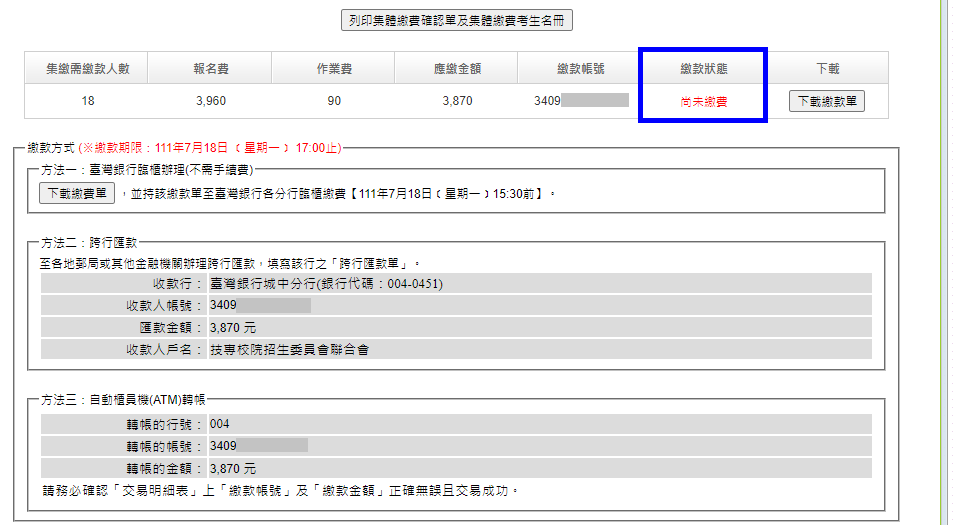 列印集體繳費確認單及集體繳費考生名冊
集繳需繳款人數 報名費 作業費 應繳金額 繳款帳號 繳款狀態 下載
18 3,960 90 3,870 3409 尚未繳費 下載繳款單
繳款方式 (※繳款期限：111年7月18日﹝星期一﹞17:00止)
方法一：臺灣銀行臨櫃辦理(不需手續費)
下載繳費單 ，並持該繳款單至臺灣銀行各分行臨櫃繳費【111年7月18日﹝星期一﹞15:30前】。
方法二：跨行匯款
至各地郵局或其他金融機關辦理跨行匯款，填寫該行之「跨行匯款單」。
收款行： 臺灣銀行城中分行(銀行代碼：004-0451)
收款人帳號： 3409
匯款金額： 3,870 元
收款人戶名： 技專校院招生委員會聯合會
方法三：自動櫃員機(ATM)轉帳
轉帳的行號： 004
轉帳的帳號： 3409
轉帳的金額： 3,870 元
請務必確認「交易明細表」上「繳款帳號」及「繳款金額」正確無誤且交易成功。